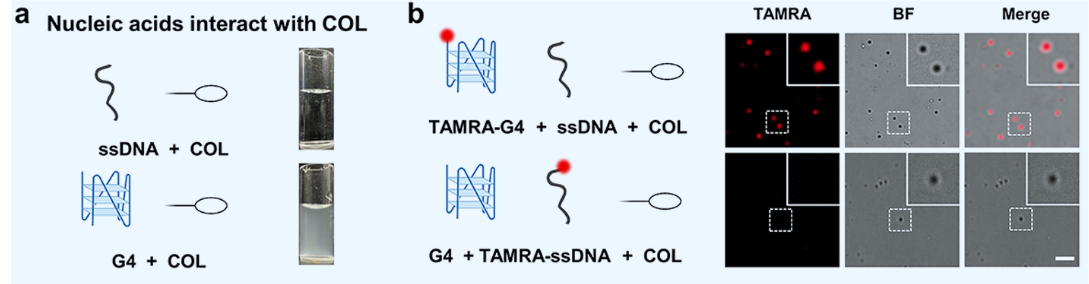 a
Nucleic acids interact with COL
ssDNA + COL
G4 + COL
b
TAMRA-G4 + ssDNA + COL
G4 + TAMRA-ssDNA + COL
TAMRA BF Merge